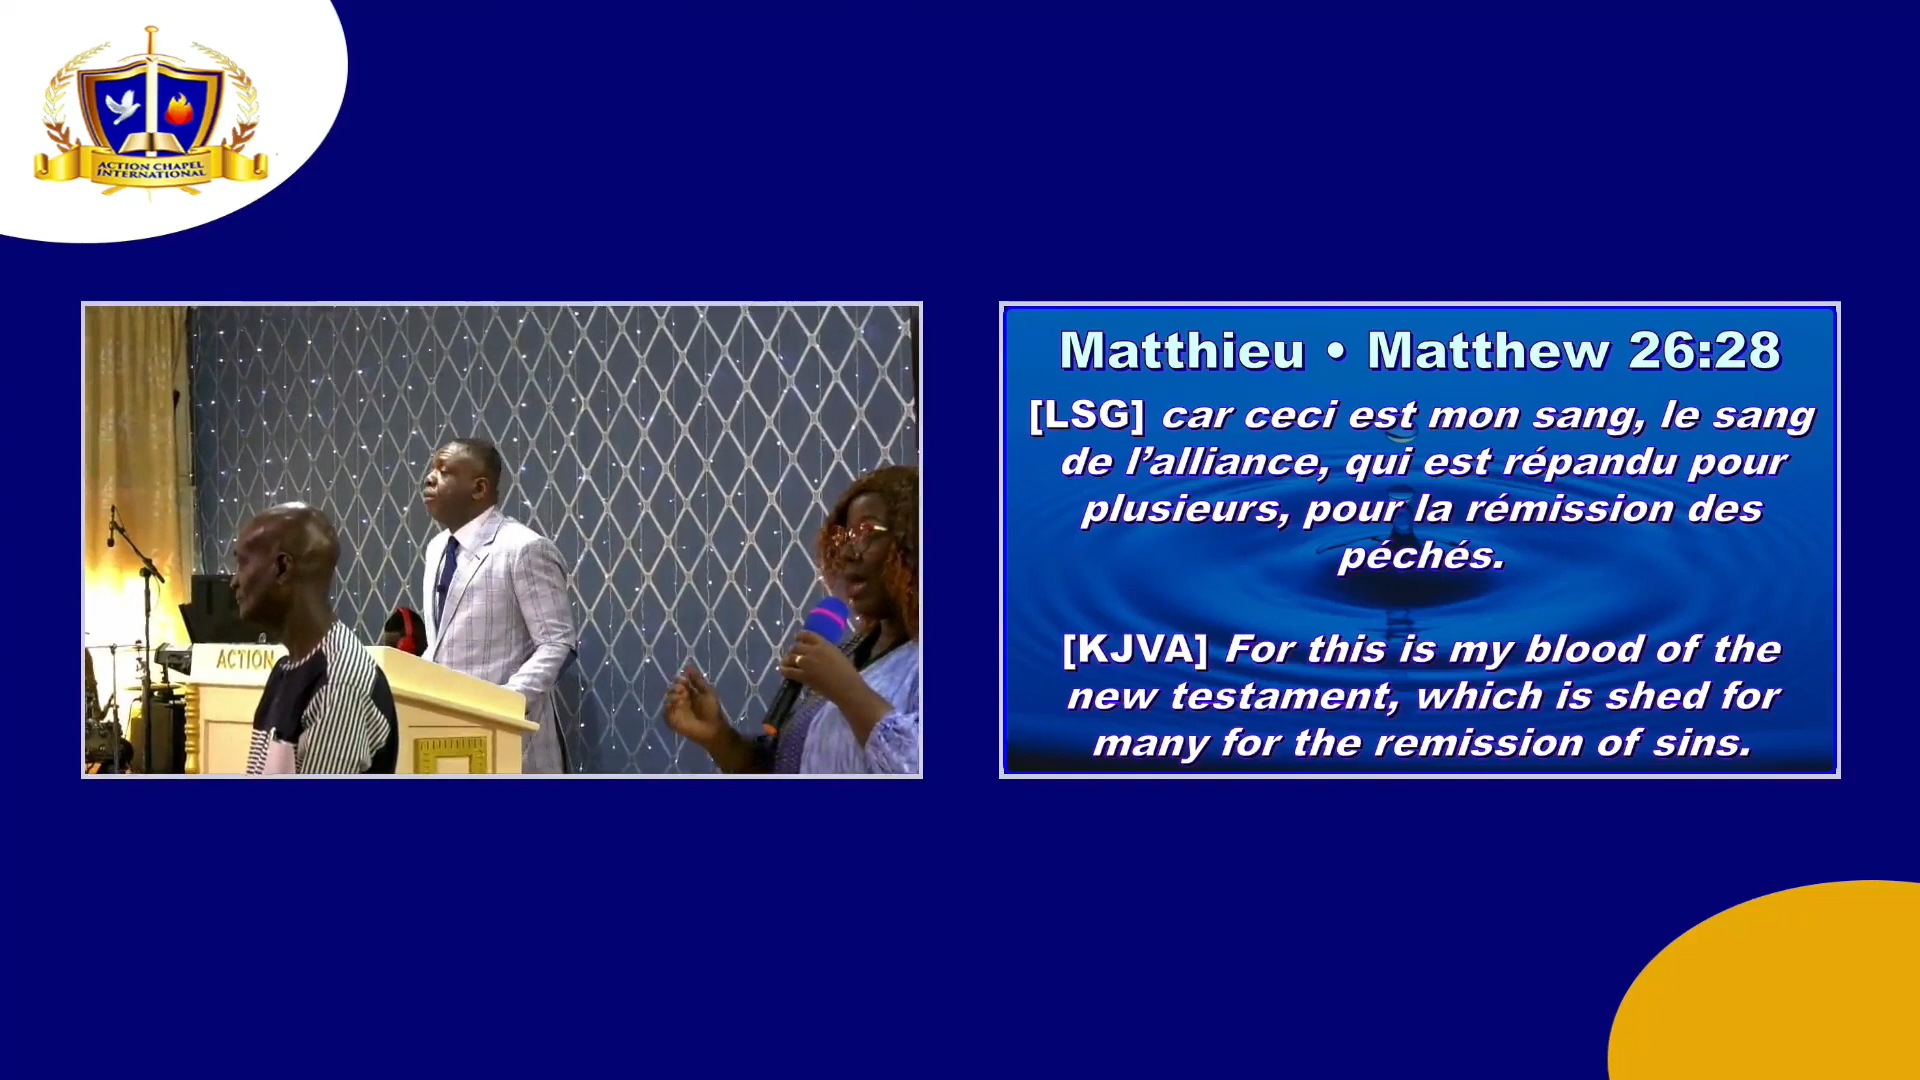 ACTION CHAPEL
INTERNATIONAL
ACTION
Matthieu • Matthew 26:28
[LSG] car ceci est mon sang, le sang
de l’alliance, qui est répandu pour
plusieurs, pour la rémission des
péchés.
[KJVA] For this is my blood of the
new testament, which is shed for
many for the remission of sins.